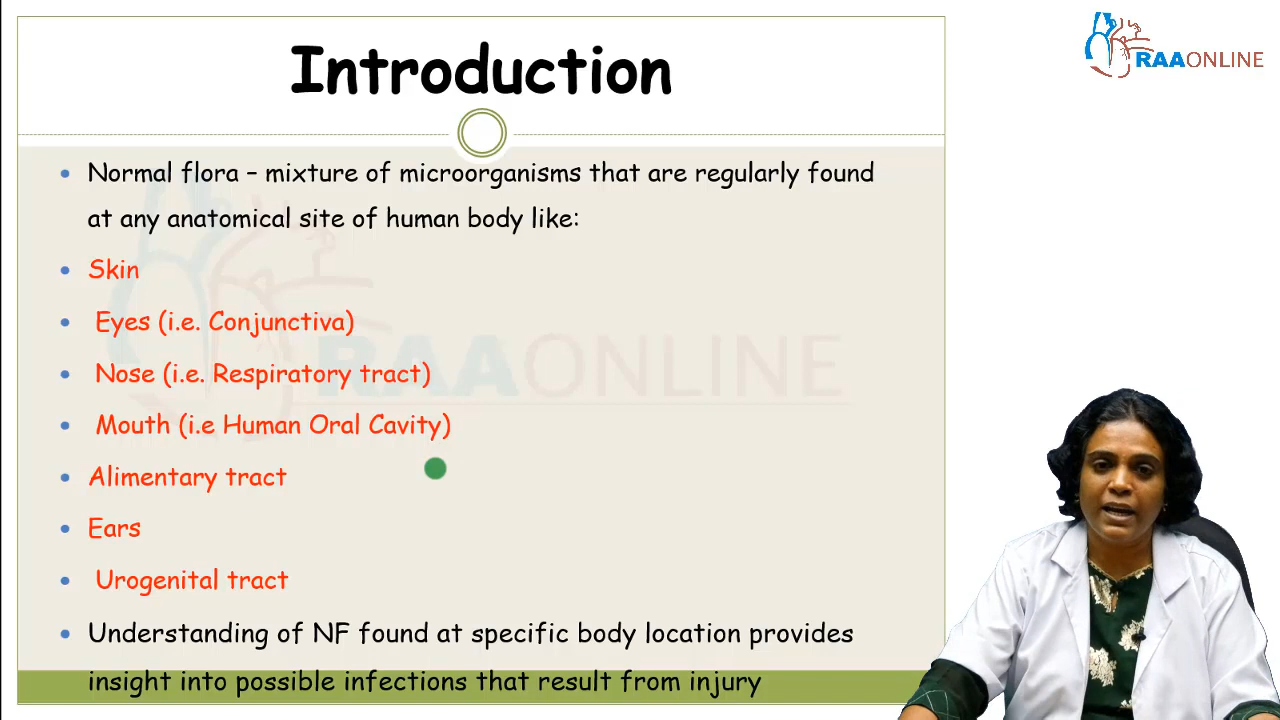 Introduction
RAAONLINE
• Normal flora – mixture of microorganisms that are regularly found
at any anatomical site of human body like:
• Skin
• Eyes (i.e. Conjunctiva)
• Nose (i.e. Respiratory tract)
RAAONLINE
• Mouth (i.e Human Oral Cavity)
• Alimentary tract
• Ears
• Urogenital tract
• Understanding of NF found at specific body location provides
insight into possible infections that result from injury